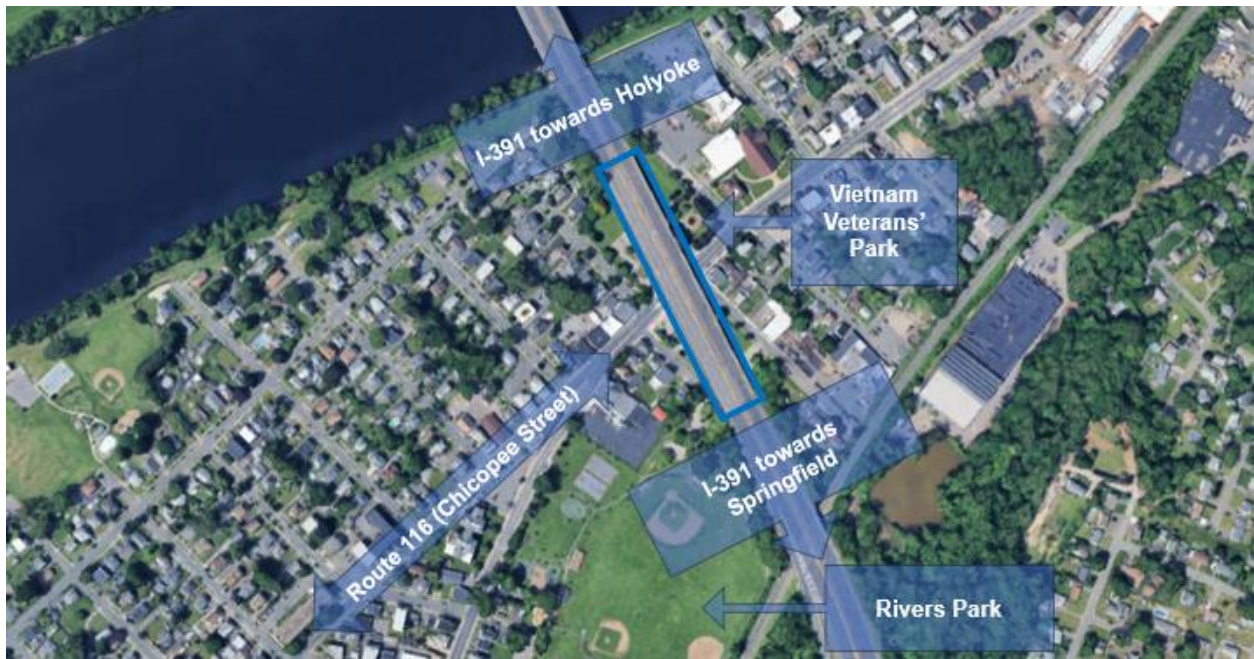 I-391 towards Holyoke
Vietnam
Veterans'
Park
Route 116 (Chicopee Street)
I-391 towards
Springfield
Rivers Park